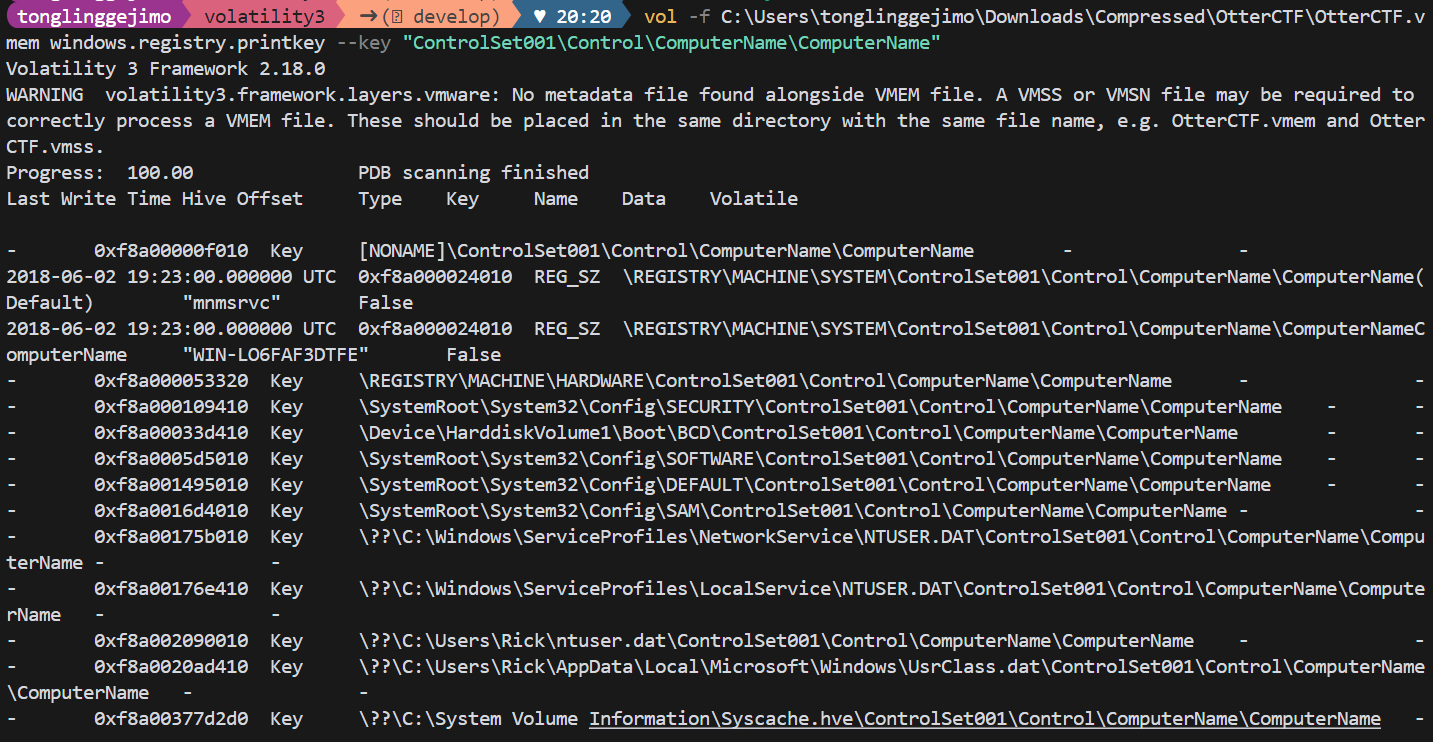 tonglinggejimo volatility3 →( develop) ♥ 20:20 vol -f C:\Users\tonglinggejimo\Downloads\Compressed\OtterCTF\OtterCTF.v
mem windows.registry.printkey --key "ControlSet001\Control\ComputerName\ComputerName"
Volatility 3 Framework 2.18.0
WARNING  volatility3.framework.layers.vmware: No metadata file found alongside VMEM file. A VMSS or VMSN file may be required to
correctly process a VMEM file. These should be placed in the same directory with the same file name, e.g. OtterCTF.vmem and Otter
CTF.vmss.
Progress:  100.00               PDB scanning finished
Last Write Time Hive Offset     Type    Key     Name    Data    Volatile
-       0xf8a00000f010  Key     [NONAME]\ControlSet001\Control\ComputerName\ComputerName        -               -
2018-06-02 19:23:00.000000 UTC  0xf8a000024010  REG_SZ  \REGISTRY\MACHINE\SYSTEM\ControlSet001\Control\ComputerName\ComputerName(
Default)        "mnmsrvc"       False
2018-06-02 19:23:00.000000 UTC  0xf8a000024010  REG_SZ  \REGISTRY\MACHINE\SYSTEM\ControlSet001\Control\ComputerName\ComputerNameC
omputerName     "WIN-LO6FAF3DTFE"       False
-       0xf8a000053320  Key     \REGISTRY\MACHINE\HARDWARE\ControlSet001\Control\ComputerName\ComputerName      -               -
-       0xf8a000109410  Key     \SystemRoot\System32\Config\SECURITY\ControlSet001\Control\ComputerName\ComputerName    -       -
-       0xf8a00033d410  Key     \Device\HarddiskVolume1\Boot\BCD\ControlSet001\Control\ComputerName\ComputerName        -       -
-       0xf8a0005d5010  Key     \SystemRoot\System32\Config\SOFTWARE\ControlSet001\Control\ComputerName\ComputerName    -       -
-       0xf8a001495010  Key     \SystemRoot\System32\Config\DEFAULT\ControlSet001\Control\ComputerName\ComputerName     -       -
-       0xf8a0016d4010  Key     \SystemRoot\System32\Config\SAM\ControlSet001\Control\ComputerName\ComputerName -               -
-       0xf8a00175b010  Key     \??\C:\Windows\ServiceProfiles\NetworkService\NTUSER.DAT\ControlSet001\Control\ComputerName\Compu
terName -               -
-       0xf8a00176e410  Key     \??\C:\Windows\ServiceProfiles\LocalService\NTUSER.DAT\ControlSet001\Control\ComputerName\Compute
rName   -               -
-       0xf8a002090010  Key     \??\C:\Users\Rick\ntuser.dat\ControlSet001\Control\ComputerName\ComputerName    -               -
-       0xf8a0020ad410  Key     \??\C:\Users\Rick\AppData\Local\Microsoft\Windows\UsrClass.dat\ControlSet001\Control\ComputerName
\ComputerName   -               -
-       0xf8a00377d2d0  Key     \??\C:\System Volume Information\Syscache.hve\ControlSet001\Control\ComputerName\ComputerName   -